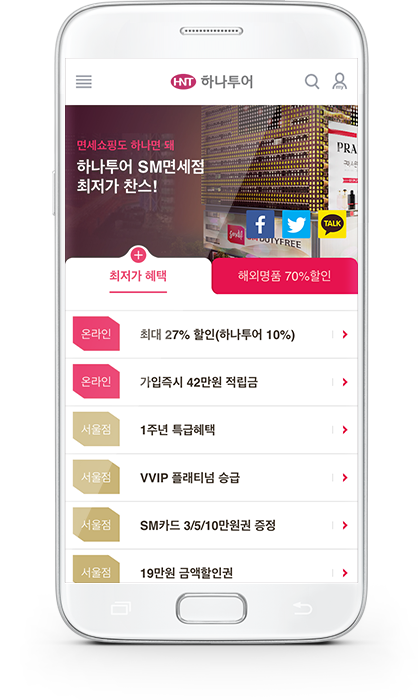 HNT 하나투어
면세쇼핑도 하나면 돼
하나투어 SM면세점
최저가 찬스!
PRA
DUTYFREE
TALK
최저가 혜택
해외명품 70%할인
온라인
최대 27% 할인(하나투어 10%)
온라인
가입즉시 42만원 적립금
서울점
1주년 특급혜택
서울점
VVIP 플래티넘 승급
서울점
SM카드 3/5/10만원권 증정
서울점
19만원 금액할인권